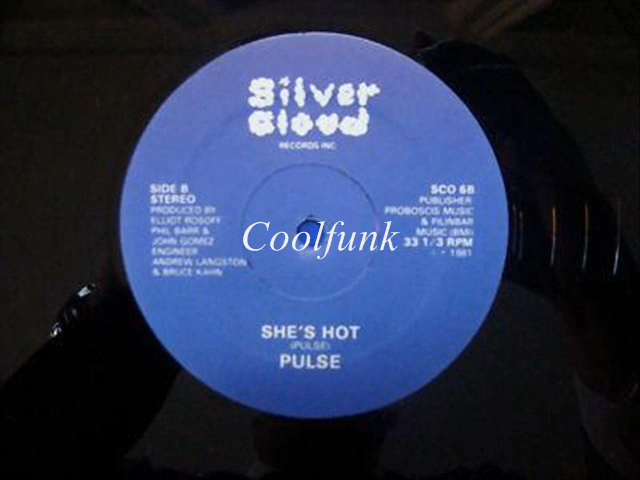 Silver
Cloud
RECORDS INC
SIDE B
STEREO
PRODUCED BY
ELLIOT ROSOFF
PHIL BARR &
JOHN GOMEZ
ENGINEER
ANDREW LANGSTON
& BRUCE KAHN
SCO 6B
PUBLISHER
PROBOSCIS MUSIC
& FILINBAR
MUSIC (BMI)
33 1/3 RPM
1981
Coolfunk
SHE'S HOT
(PULSE)
PULSE